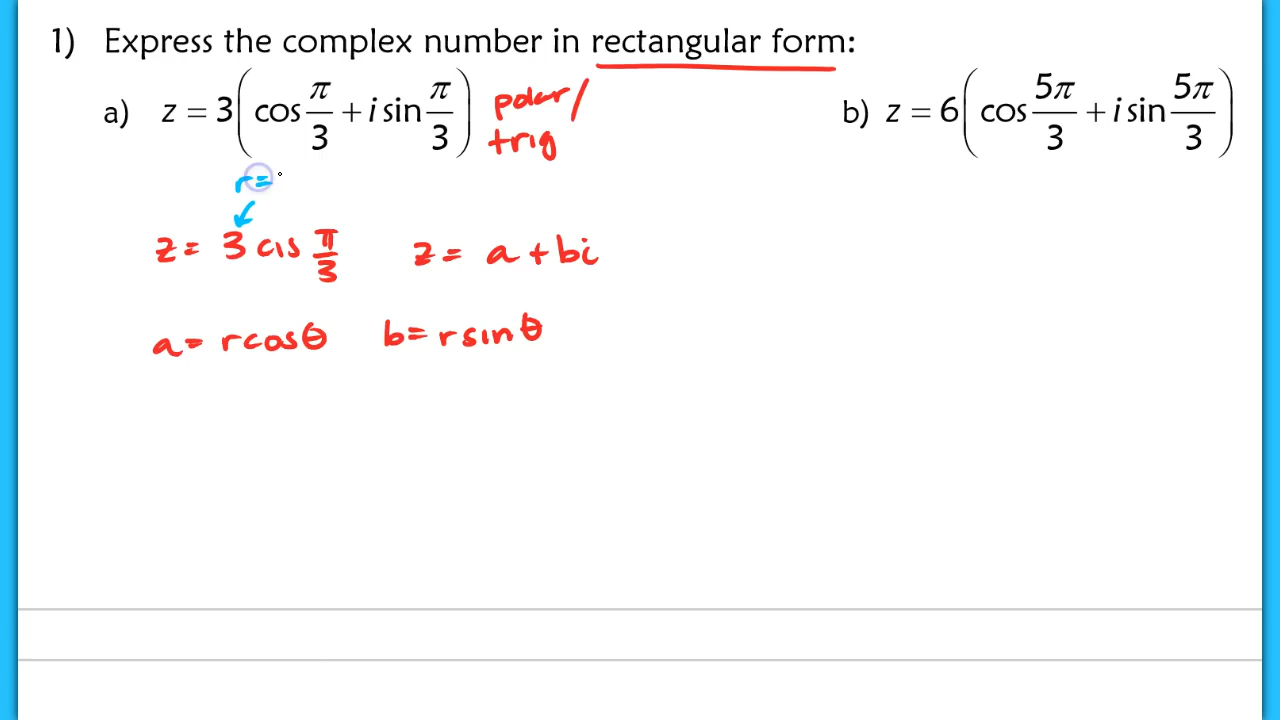 1) Express the complex number in rectangular form:
a) z = 3(cos π/3 + i sin π/3) polar/ trig
b) z = 6(cos 5π/3 + i sin 5π/3)
r=
z = 3 cis π/3 z = a + bi
a = r cos θ b = r sin θ